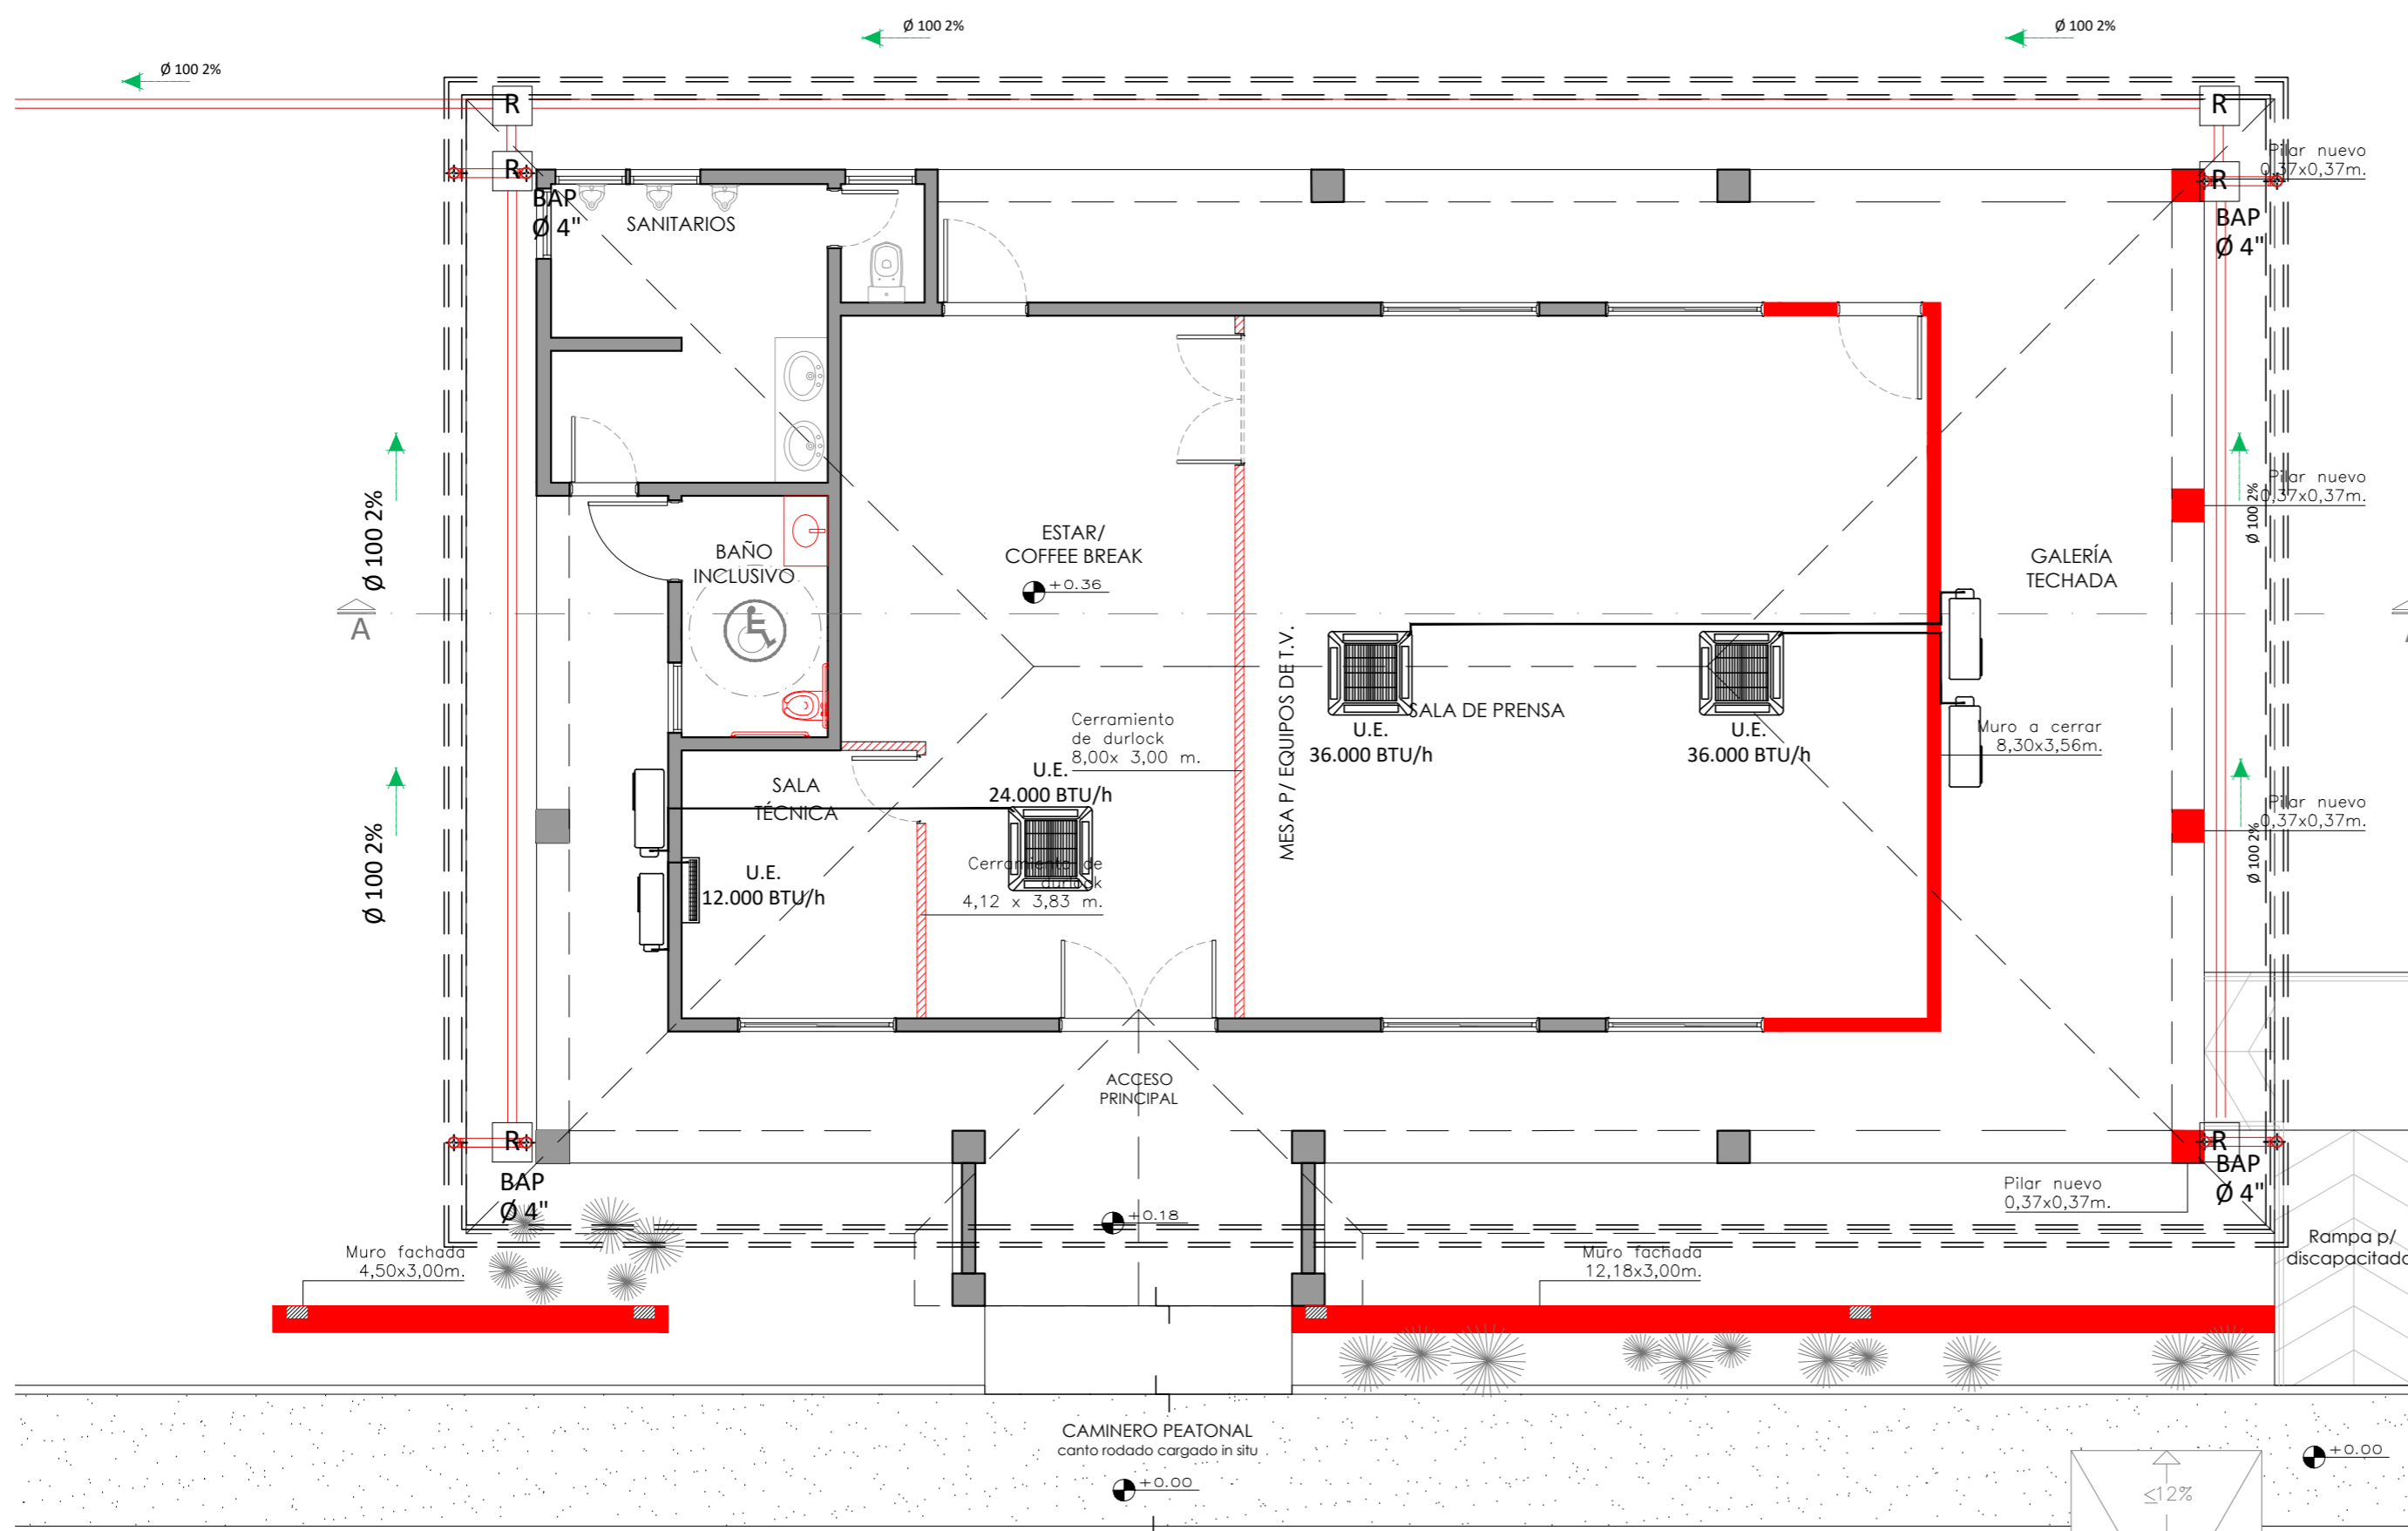 Ø 100 2%
Ø 100 2%
Ø 100 2%
R
R
R
R
Pilar nuevo
0,37x0,37m.
BAP
Ø 4"
SANITARIOS
BAP
Ø 4"
Ø 100 2%
Pilar nuevo
0,37x0,37m.
Ø 100 2%
BAÑO
INCLUSIVO
ESTAR/
COFFEE BREAK
+0.36
GALERÍA
TECHADA
A
MESA P/ EQUIPOS DE T.V.
SALA DE PRENSA
U.E.
36.000 BTU/h
U.E.
36.000 BTU/h
Cerramiento
de durlock
8,00x 3,00 m.
Muro a cerrar
8,30x3,56m.
U.E.
24.000 BTU/h
SALA
TÉCNICA
Pilar nuevo
0,37x0,37m.
Ø 100 2%
Ø 100 2%
U.E.
12.000 BTU/h
Cerramiento de
durlock
4,12 x 3,83 m.
ACCESO
PRINCIPAL
R
BAP
Ø 4"
R
BAP
Ø 4"
Pilar nuevo
0,37x0,37m.
+0.18
Muro fachada
4,50x3,00m.
Muro fachada
12,18x3,00m.
Rampa p/
discapacitado
CAMINERO PEATONAL
canto rodado cargado in situ
+0.00
+0.00
≤12%